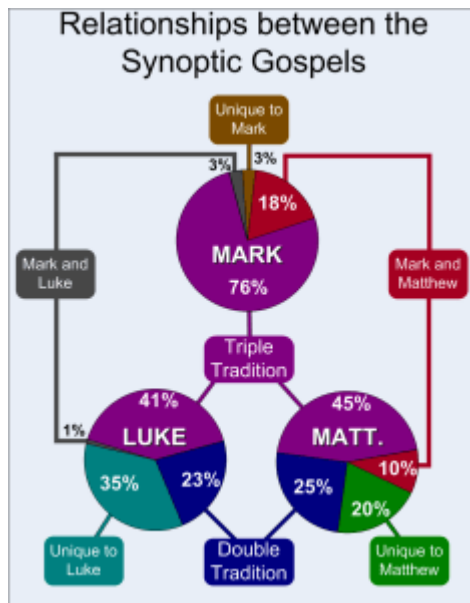 Relationships between the
Synoptic Gospels
Unique to
Mark
3%
3%
18%
MARK
76%
Mark and
Luke
Mark and
Matthew
Triple
Tradition
41%
45%
1%
LUKE
MATT.
35%
23%
25%
10%
20%
Unique to
Luke
Double
Tradition
Unique to
Matthew